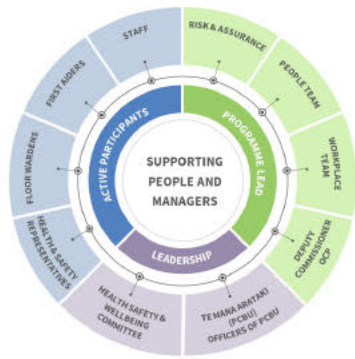 SUPPORTING
PEOPLE AND
MANAGERS
ACTIVE PARTICIPANTS
PROGRAMME LEAD
LEADERSHIP
STAFF
RISK & ASSURANCE
PEOPLE TEAM
WORKPLACE
TEAM
DEPUTY
COMMISSIONER
OCP
TE MANA ARATAKI
(PCBU)
OFFICERS OF PCBU
HEALTH SAFETY &
WELLBEING
COMMITTEE
HEALTH & SAFETY
REPRESENTATIVES
FLOOR WARDENS
FIRST AIDERS